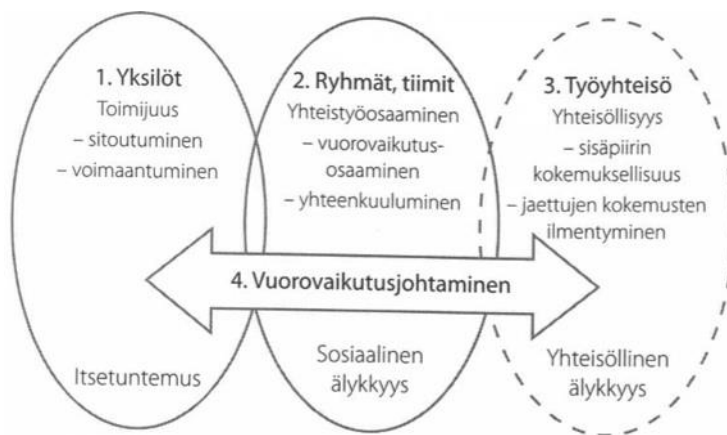 1. Yksilöt
Toimijuus
– sitoutuminen
– voimaantuminen
2. Ryhmät, tiimit
Yhteistyöosaaminen
– vuorovaikutus-
osaaminen
– yhteenkuuluminen
3. Työyhteisö
Yhteisöllisyys
– sisäpiirin
kokemuksellisuus
– jaettujen kokemusten
ilmentyminen
4. Vuorovaikutusjohtaminen
Itsetuntemus
Sosiaalinen
älykkyys
Yhteisöllinen
älykkyys